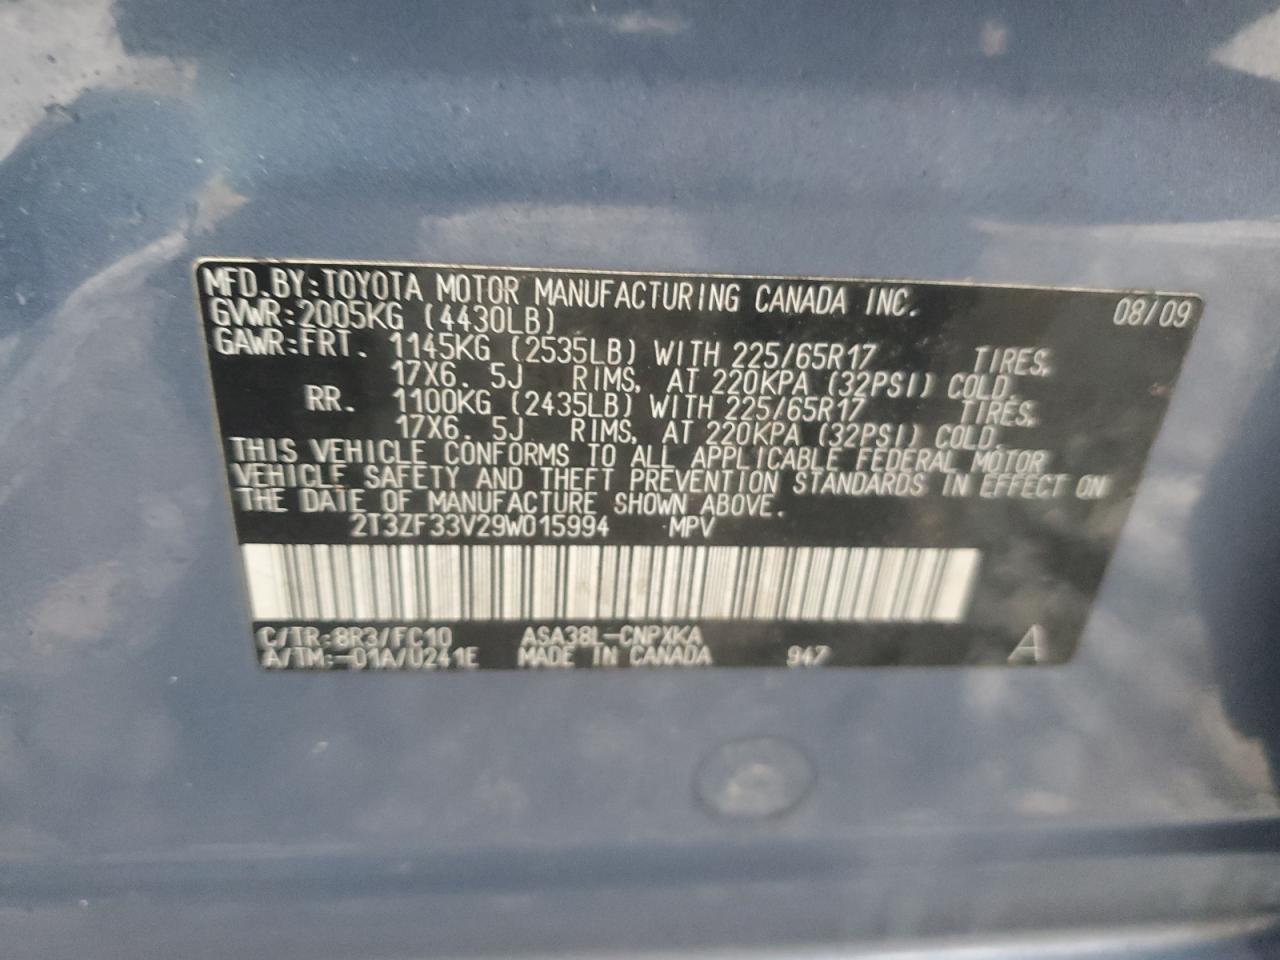 MFD. BY: TOYOTA MOTOR MANUFACTURING CANADA INC. 08/09
GVWR: 2005KG (4430LB)
GAWR: FRT. 1145KG (2535LB) WITH 225/65R17 TIRES,
17X6. 5J RIMS, AT 220KPA (32PSI) COLD.
RR. 1100KG (2435LB) WITH 225/65R17 TIRES,
17X6. 5J RIMS, AT 220KPA (32PSI) COLD.
THIS VEHICLE CONFORMS TO ALL APPLICABLE FEDERAL MOTOR
VEHICLE SAFETY AND THEFT PREVENTION STANDARDS IN EFFECT ON
THE DATE OF MANUFACTURE SHOWN ABOVE.
2T3ZF33V29W015994 MPV
C/TR: 8R3/FC10 ASA38L-CNPXKA
A/TM: -01A/U241E MADE IN CANADA 947 A